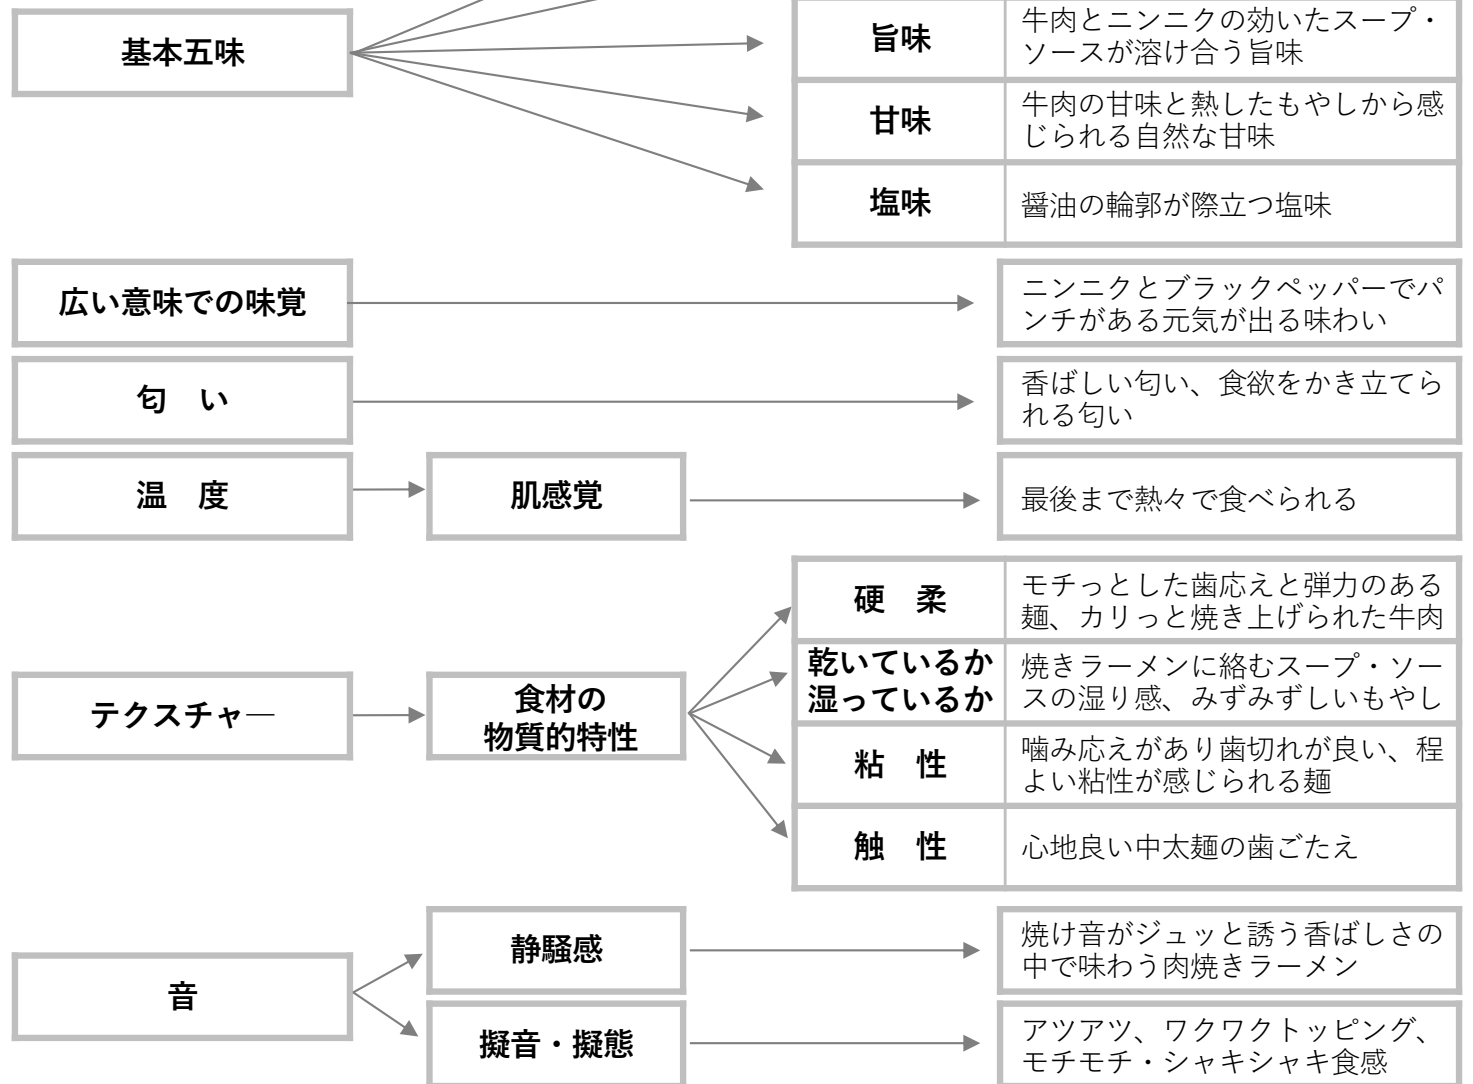 基本五味
旨味
牛肉とニンニクの効いたスープ・
ソースが溶け合う旨味
甘味
牛肉の甘味と熱したもやしから感
じられる自然な甘味
塩味
醤油の輪郭が際立つ塩味
広い意味での味覚
ニンニクとブラックペッパーでパ
ンチがある元気が出る味わい
匂　い
香ばしい匂い、食欲をかき立てら
れる匂い
温　度
肌感覚
最後まで熱々で食べられる
テクスチャ―
食材の
物質的特性
硬　柔
モチっとした歯応えと弾力のある
麺、カリっと焼き上げられた牛肉
乾いているか
湿っているか
焼きラーメンに絡むスープ・ソー
スの湿り感、みずみずしいもやし
粘　性
噛み応えがあり歯切れが良い、程
よい粘性が感じられる麺
触　性
心地良い中太麺の歯ごたえ
音
静騒感
焼け音がジュッと誘う香ばしさの
中で味わう肉焼きラーメン
擬音・擬態
アツアツ、ワクワクトッピング、
モチモチ・シャキシャキ食感